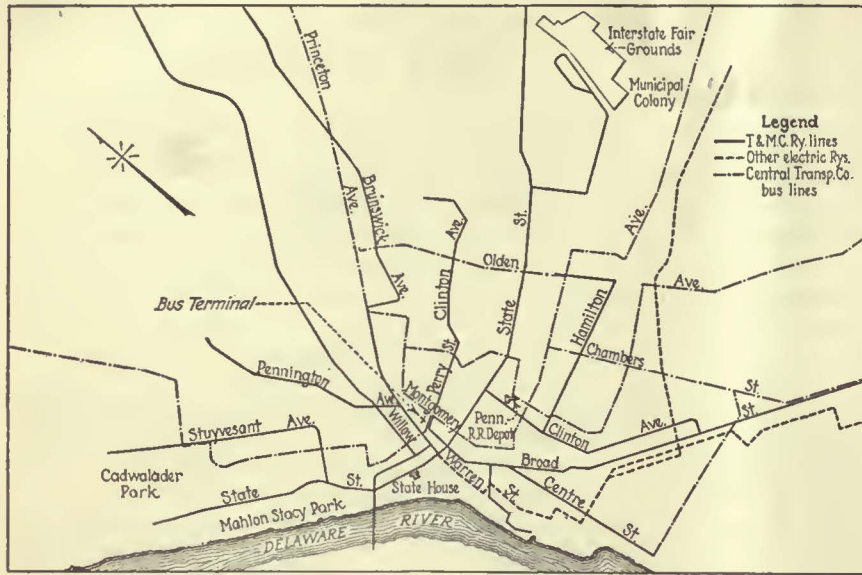 Interstate Fair
Grounds
Municipal
Colony
Legend
T & M.C. Ry. lines
Other electric Rys.
Central Transp. Co.
bus lines
Princeton
Ave.
Brunswick
Ave.
Clinton
Ave.
State
St.
Olden
Ave.
Hamilton
Ave.
Chambers
St.
Bus Terminal
Pennington
Ave.
Willow
Montgomery
Perry
St.
Penn.
R.R. Depot
St.
Clinton
Ave.
St.
Stuyvesant
Ave.
Cadwalader
Park
State
St.
State House
Warren
St.
Broad
Centre
St.
Mahlon Stacy Park
DELAWARE
RIVER